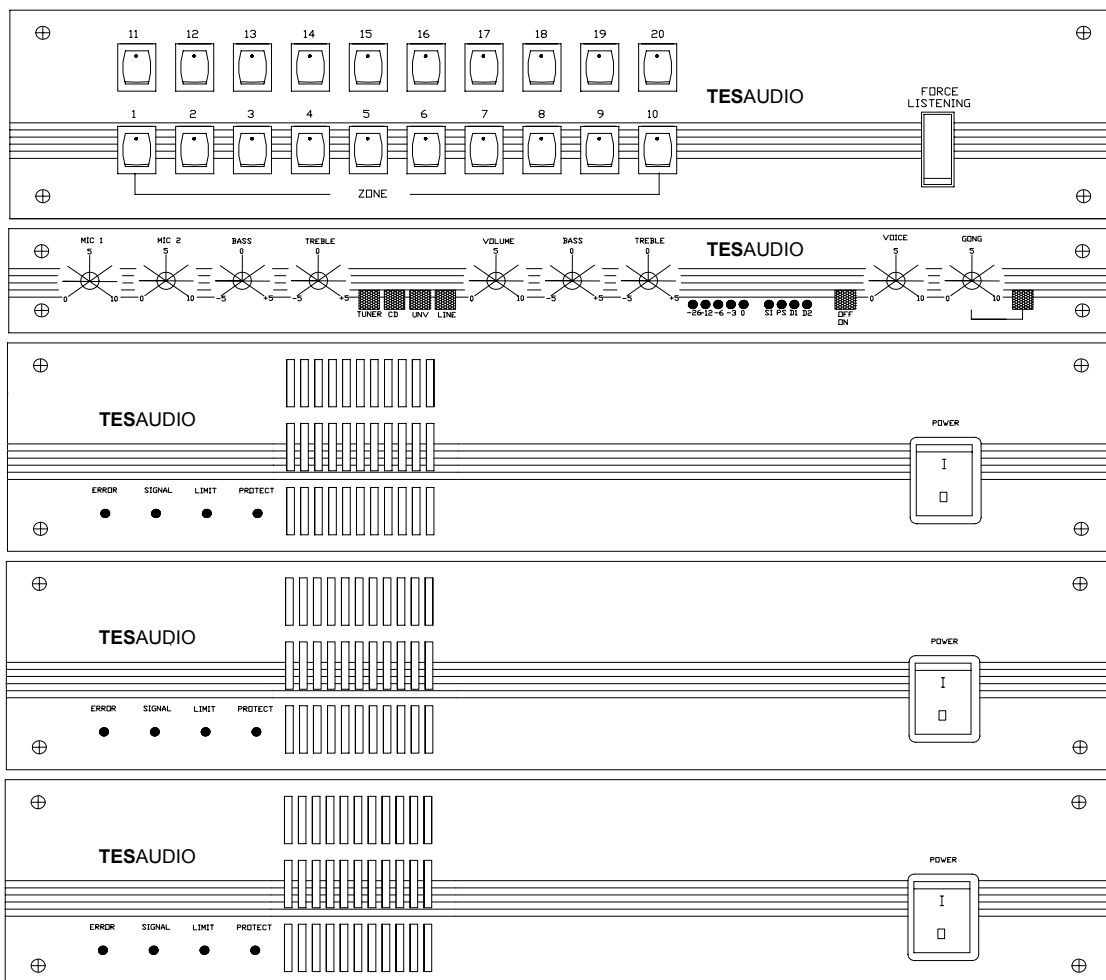 11 12 13 14 15 16 17 18 19 20
TESAUDIO
FORCE
LISTENING
1 2 3 4 5 6 7 8 9 10
ZONE
MIC 1 MIC 2 BASS TREBLE VOLUME BASS TREBLE TESAUDIO VOICE GONG
5 5 0 0 5 0 0 5 5
0 10 0 10 -5 +5 -5 +5 0 10 -5 +5 -5 +5 0 10 0 10
TUNER CD UNV LINE
-26 -12 -6 -3 0 SI PS D1 D2
OFF
ON
TESAUDIO
POWER
I
O
ERROR SIGNAL LIMIT PROTECT
TESAUDIO
POWER
I
O
ERROR SIGNAL LIMIT PROTECT
TESAUDIO
POWER
I
O
ERROR SIGNAL LIMIT PROTECT